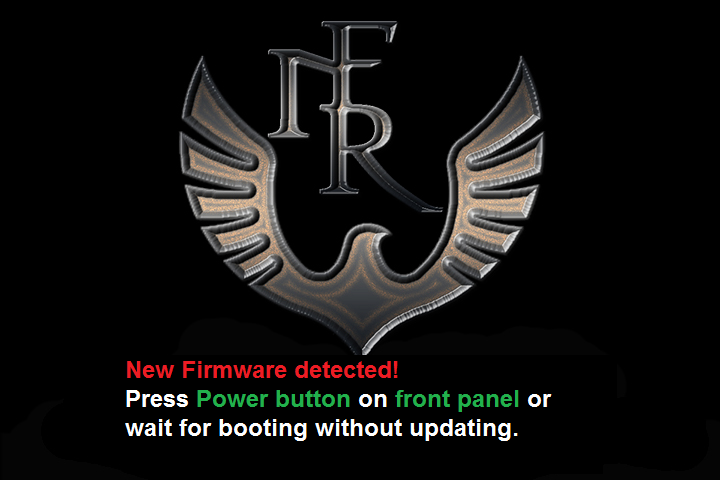 NFR
New Firmware detected!
Press Power button on front panel or
wait for booting without updating.